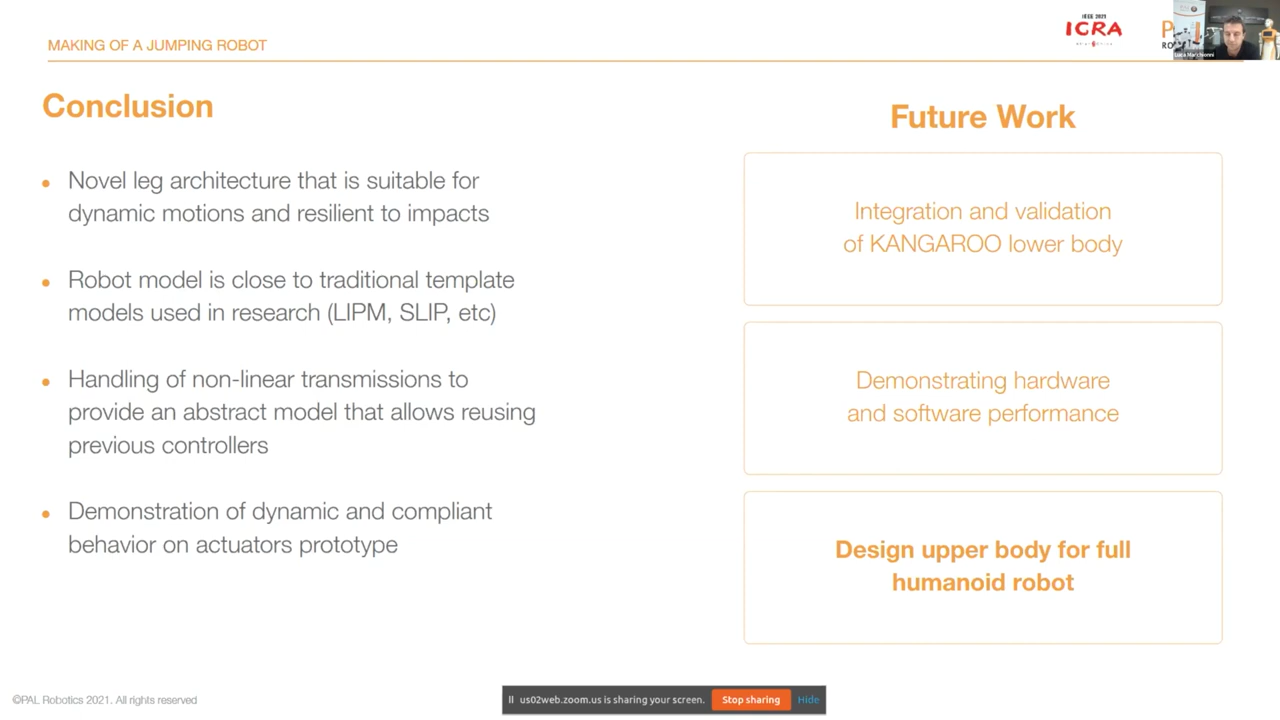 MAKING OF A JUMPING ROBOT
IEEE 2021
ICRA
Luca Marchionni
Conclusion
Novel leg architecture that is suitable for
dynamic motions and resilient to impacts
Robot model is close to traditional template
models used in research (LIPM, SLIP, etc)
Handling of non-linear transmissions to
provide an abstract model that allows reusing
previous controllers
Demonstration of dynamic and compliant
behavior on actuators prototype
Future Work
Integration and validation
of KANGAROO lower body
Demonstrating hardware
and software performance
Design upper body for full
humanoid robot
©PAL Robotics 2021. All rights reserved
us02web.zoom.us is sharing your screen.
Stop sharing
Hide